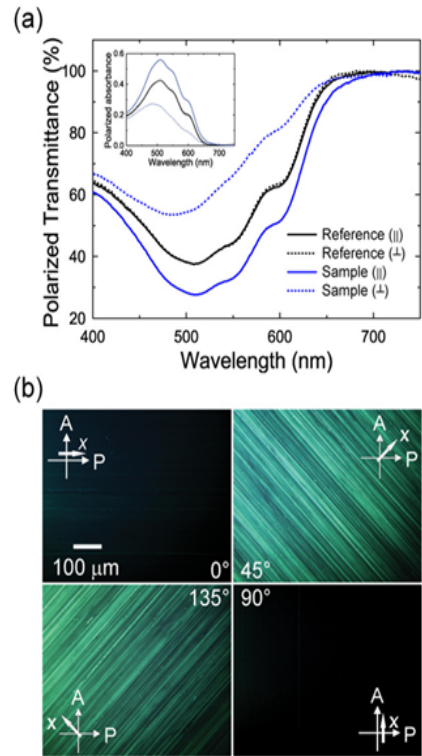 (a)
Polarized Transmittance (%)
100
80
60
40
20
400
500
600
700
Wavelength (nm)
Polarized absorbance
0.6
0.4
0.2
0.0
400
500
600
700
Wavelength (nm)
Reference (||)
Reference (⊥)
Sample (||)
Sample (⊥)
(b)
A
x
P
100 μm
0°
A
x
P
45°
135°
A
x
P
90°
A
x
P